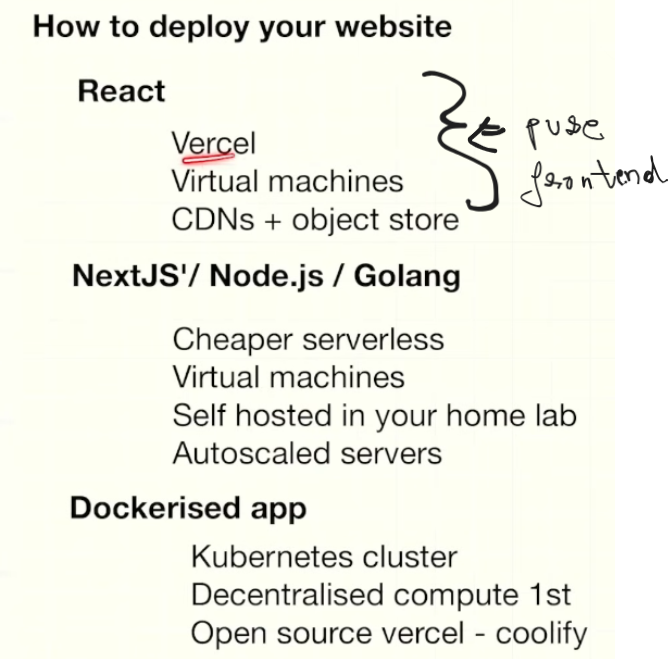 How to deploy your website
React
Vercel
Virtual machines
CDNs + object store
pure
frontend
NextJS'/ Node.js / Golang
Cheaper serverless
Virtual machines
Self hosted in your home lab
Autoscaled servers
Dockerised app
Kubernetes cluster
Decentralised compute 1st
Open source vercel - coolify